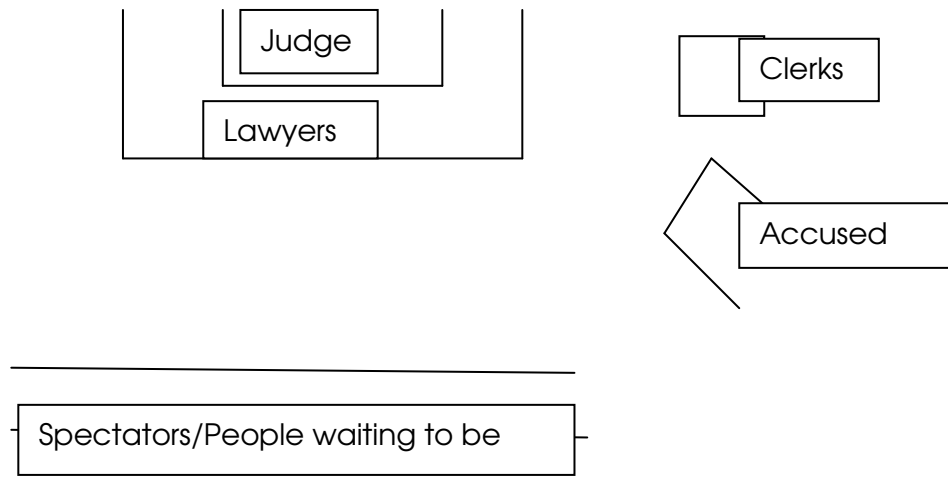 Judge
Clerks
Lawyers
Accused
Spectators/People waiting to be